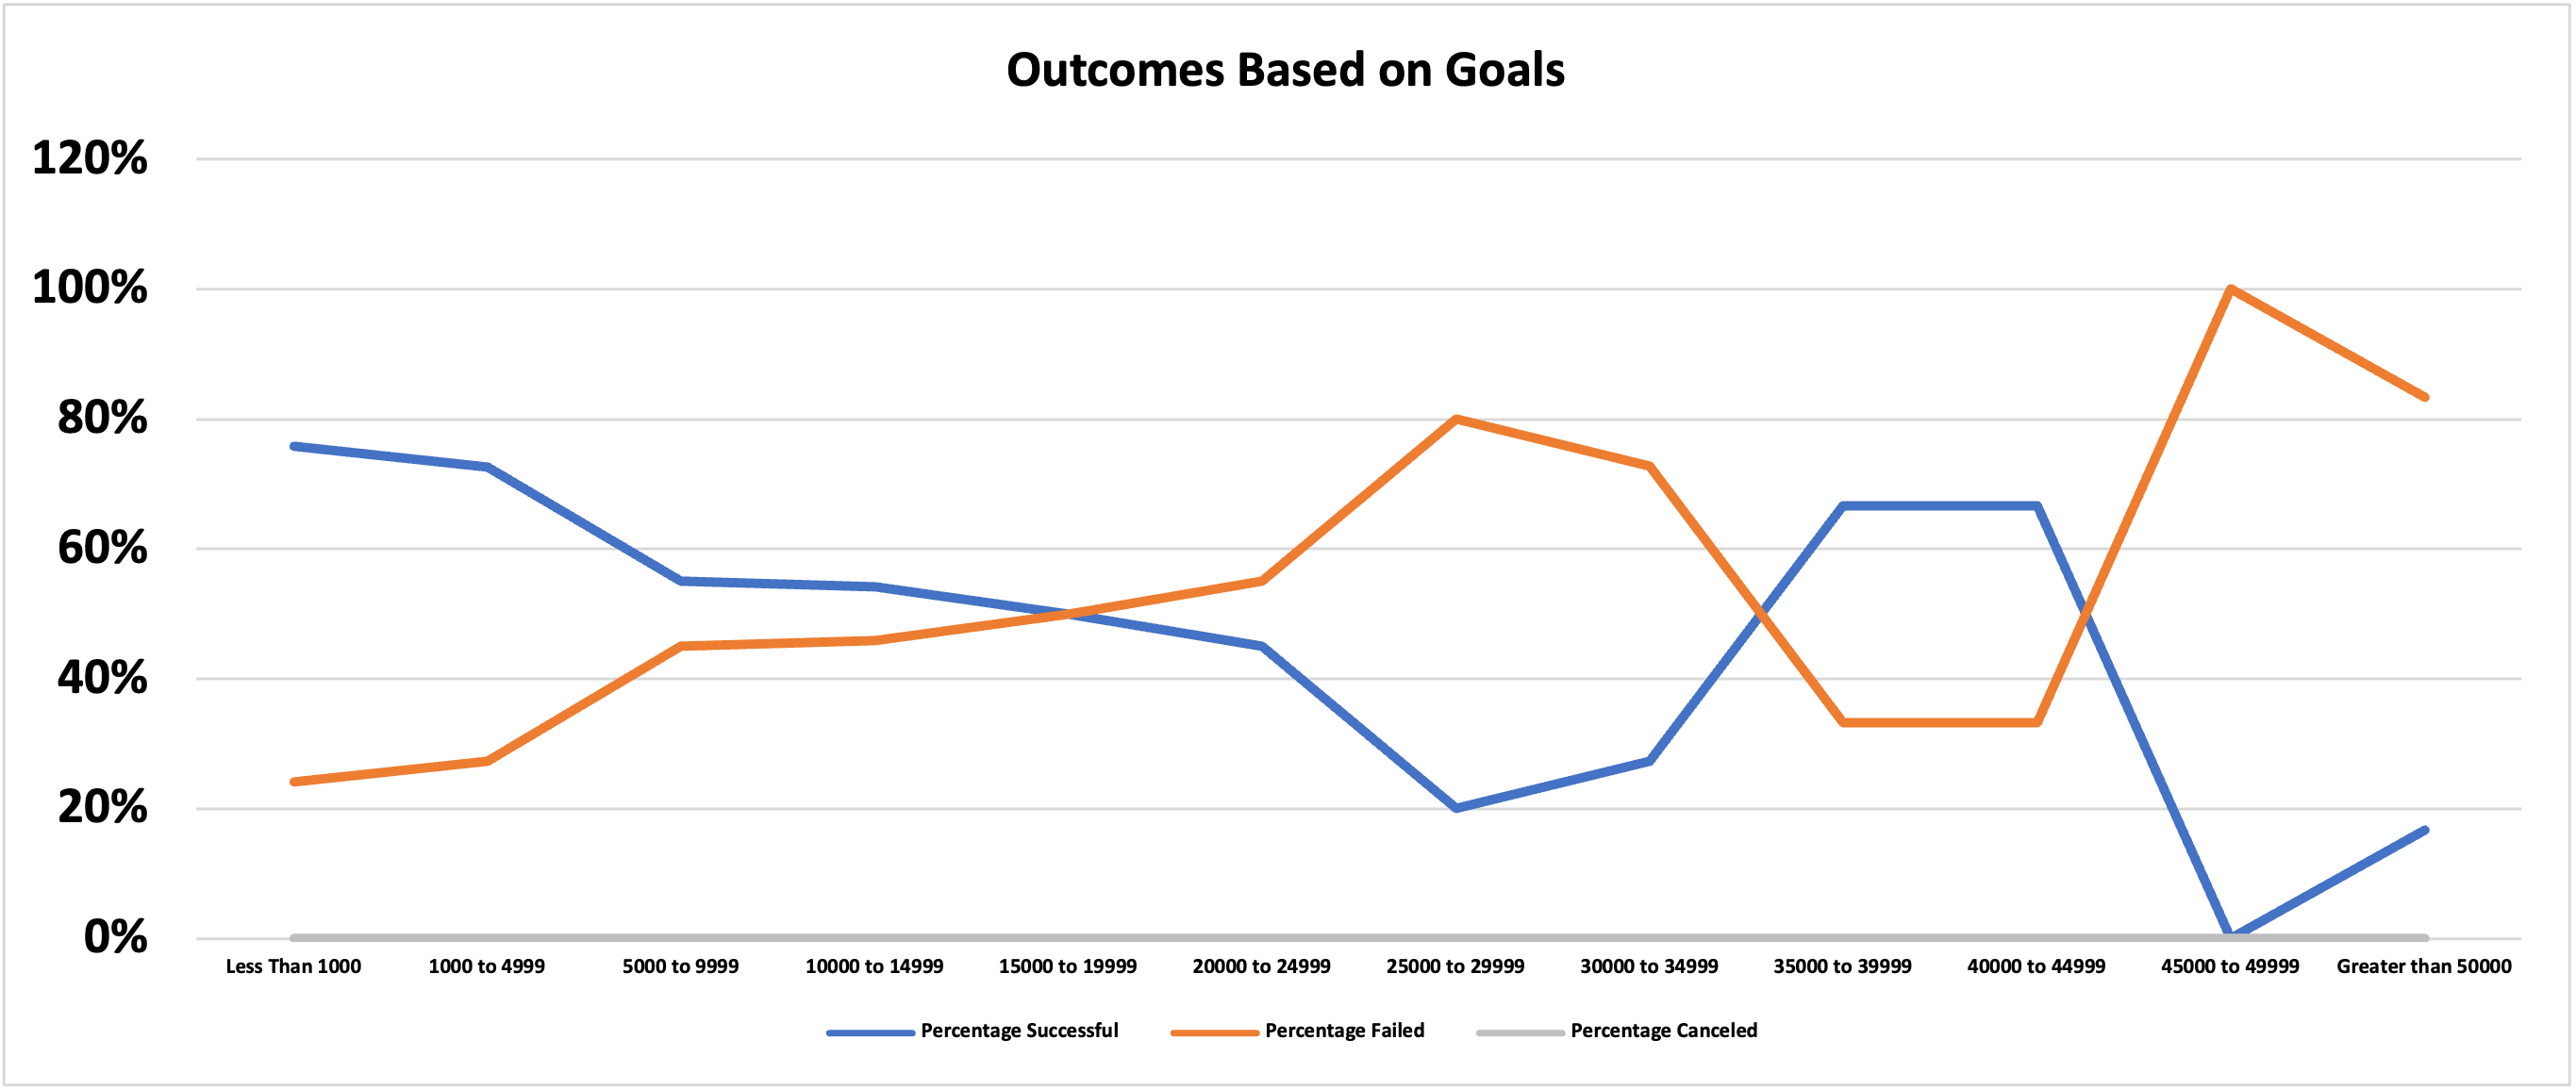 Outcomes Based on Goals
120%
100%
80%
60%
40%
20%
0%
Less Than 1000 1000 to 4999 5000 to 9999 10000 to 14999 15000 to 19999 20000 to 24999 25000 to 29999 30000 to 34999 35000 to 39999 40000 to 44999 45000 to 49999 Greater than 50000
Percentage Successful Percentage Failed Percentage Canceled